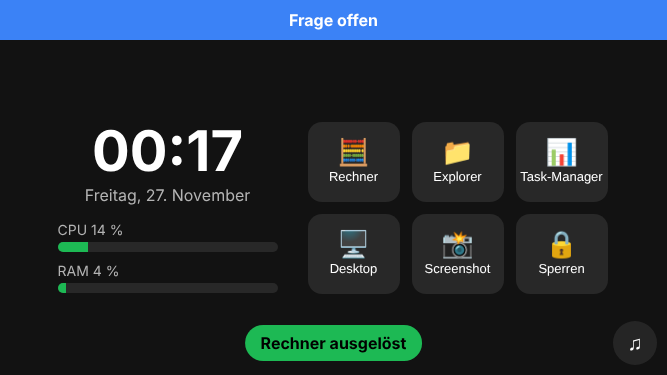 Frage offen
00:17
Freitag, 27. November
CPU 14 %
RAM 4 %
Rechner
Explorer
Task-Manager
Desktop
Screenshot
Sperren
Rechner ausgelöst